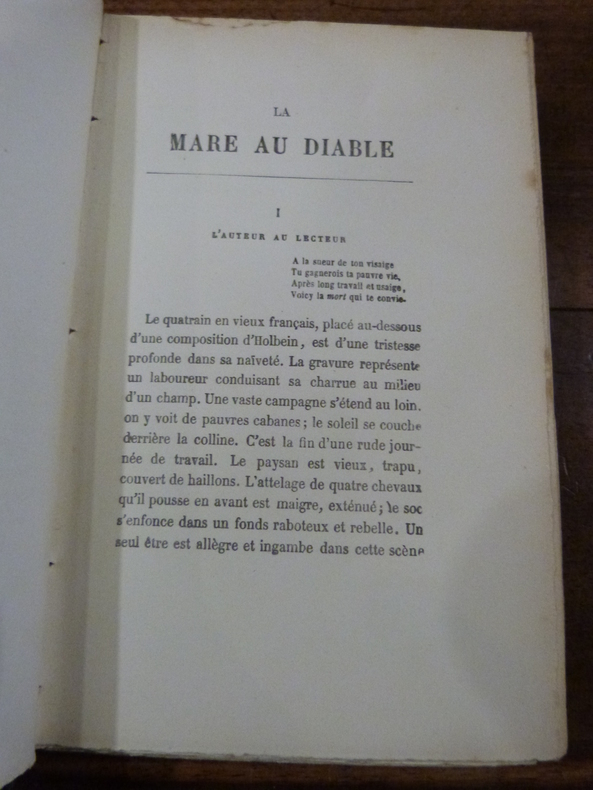 LA
MARE AU DIABLE
I
L'AUTEUR AU LECTEUR
A la sueur de ton visaige
Tu gagnerois ta pauvre vie,
Après long travail et usaige,
Voicy la mort qui te convie.
Le quatrain en vieux français, placé au-dessous
d'une composition d'Holbein, est d'une tristesse
profonde dans sa naïveté. La gravure représente
un laboureur conduisant sa charrue au milieu
d'un champ. Une vaste campagne s'étend au loin,
on y voit de pauvres cabanes; le soleil se couche
derrière la colline. C'est la fin d'une rude jour-
née de travail. Le paysan est vieux, trapu,
couvert de haillons. L'attelage de quatre chevaux
qu'il pousse en avant est maigre, exténué; le soc
s'enfonce dans un fonds raboteux et rebelle. Un
seul être est allègre et ingambe dans cette scène